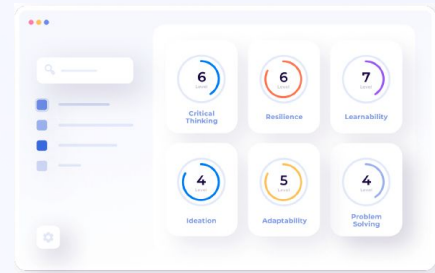 6
Level
Critical
Thinking
6
Level
Resilience
7
Level
Learnability
4
Level
Ideation
5
Level
Adaptability
4
Level
Problem
Solving